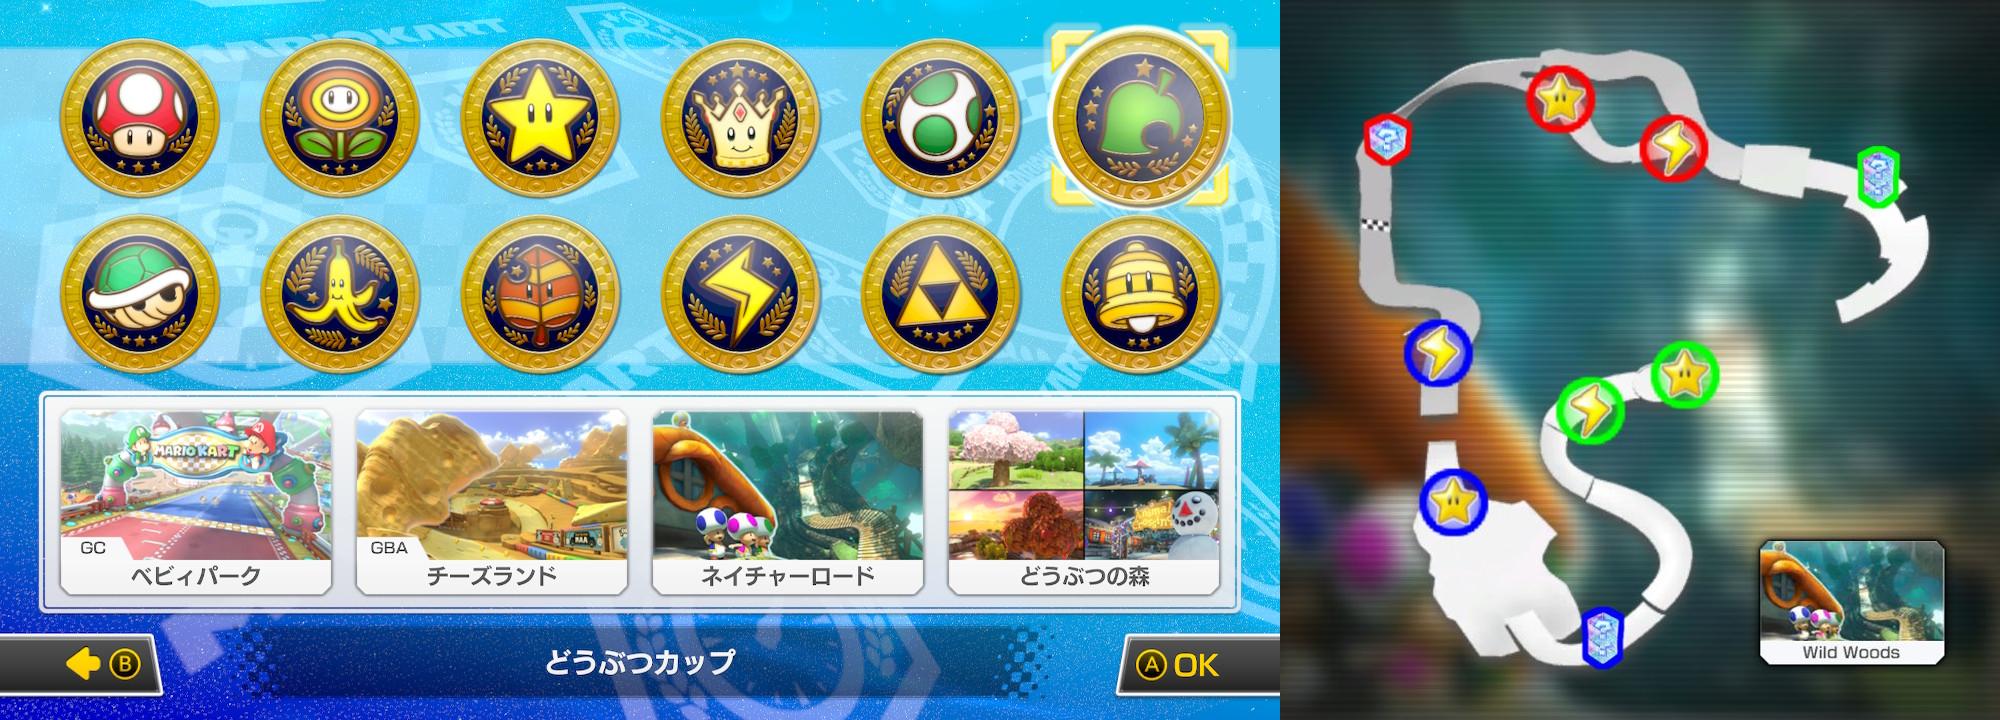 GC
ベビィパーク
GBA
チーズランド
ネイチャーロード
どうぶつの森
MARIO KART
B
どうぶつカップ
A OK
Wild Woods